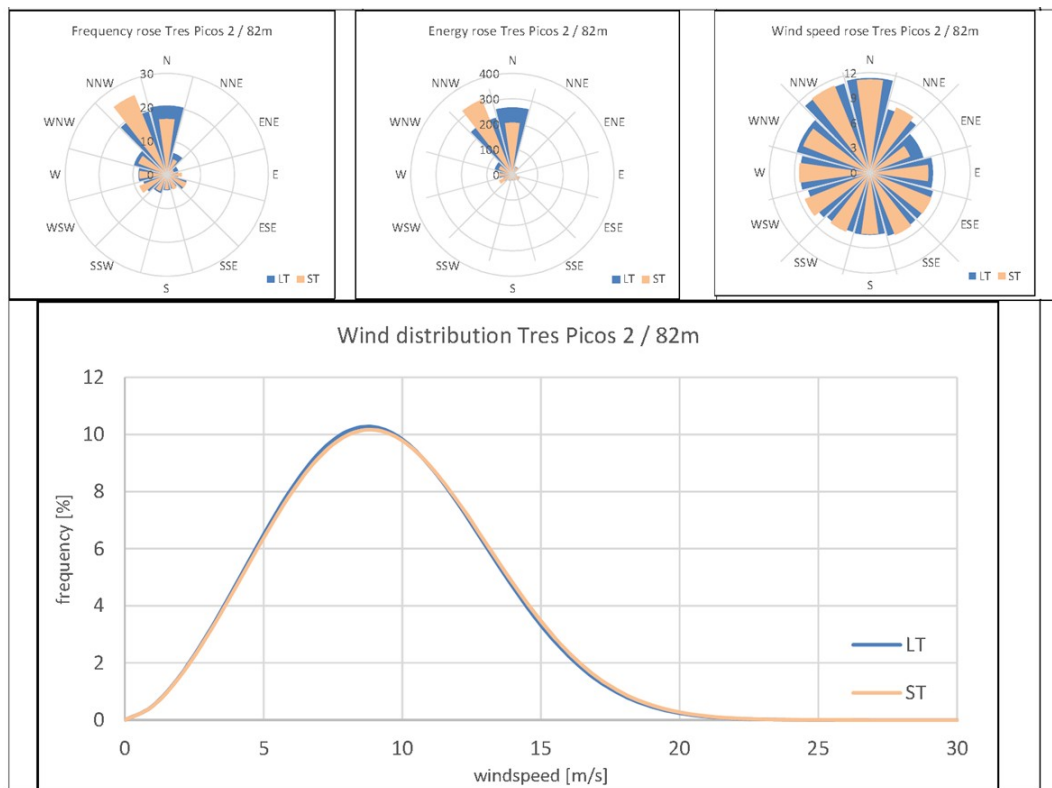 Frequency rose Tres Picos 2 / 82m
N
NNW
NNE
WNW
ENE
W
E
WSW
ESE
SSW
SSE
S
30
20
10
0
LT
ST
Energy rose Tres Picos 2 / 82m
N
NNW
NNE
WNW
ENE
W
E
WSW
ESE
SSW
SSE
S
400
300
200
100
0
LT
ST
Wind speed rose Tres Picos 2 / 82m
N
NNW
NNE
WNW
ENE
W
E
WSW
ESE
SSW
SSE
S
12
9
6
3
0
LT
ST
Wind distribution Tres Picos 2 / 82m
12
10
8
6
4
2
0
frequency [%]
LT
ST
0 5 10 15 20 25 30
windspeed [m/s]